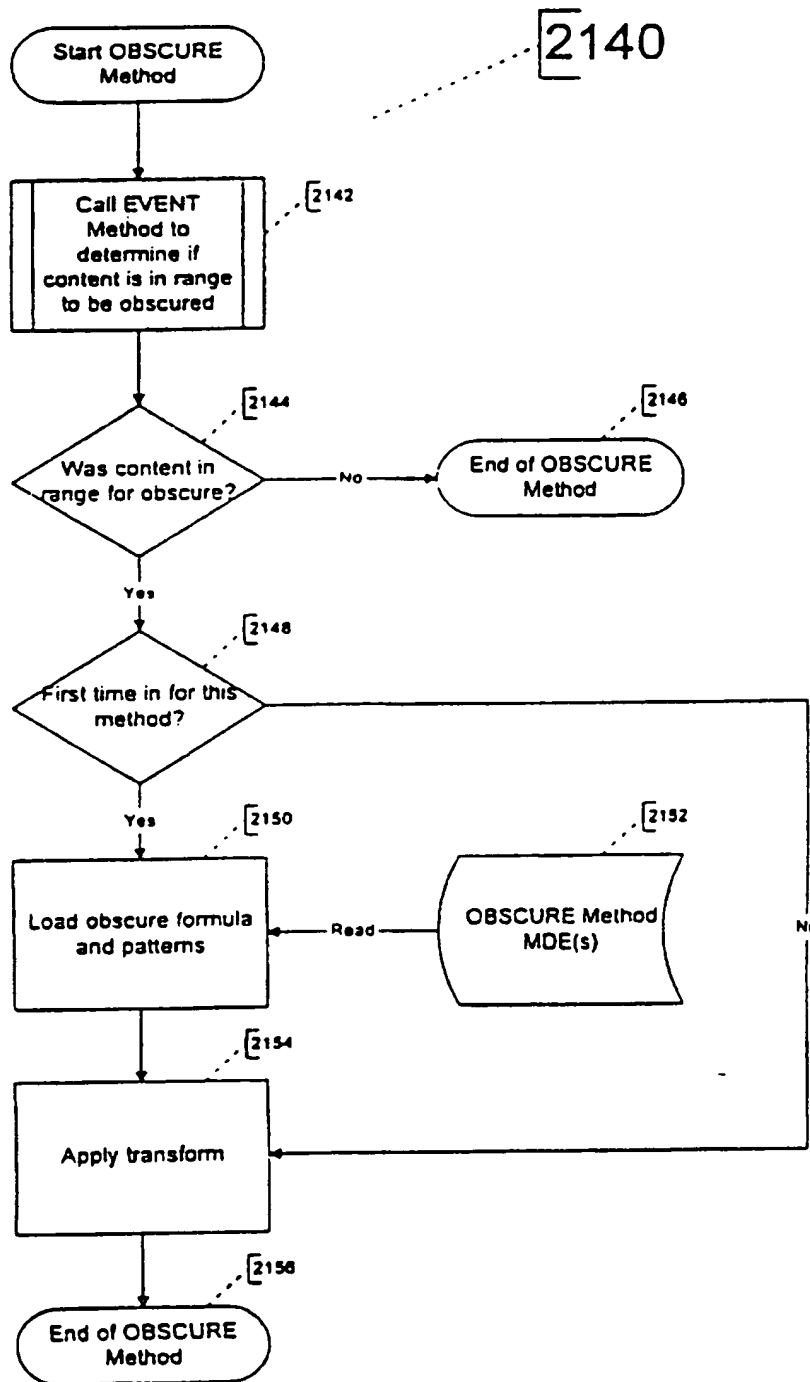 2140
Start OBSCURE
Method
2142
Call EVENT
Method to
determine if
content is in range
to be obscured
2144
Was content in
range for obscure?
No
2146
End of OBSCURE
Method
Yes
2148
First time in for this
method?
Yes
No
2150
Load obscure formula
and patterns
Read
2152
OBSCURE Method
MDE(s)
2154
Apply transform
2156
End of OBSCURE
Method